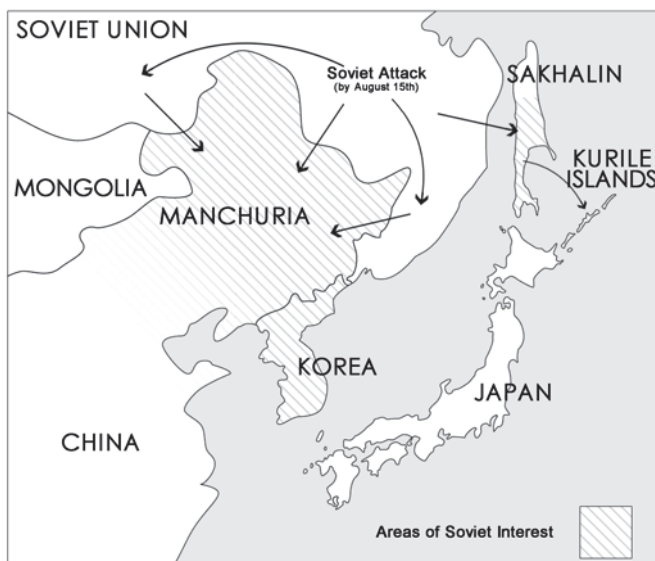 SOVIET UNION
Soviet Attack
(by August 15th)
SAKHALIN
KURILE
ISLANDS
MONGOLIA
MANCHURIA
KOREA
JAPAN
CHINA
Areas of Soviet Interest